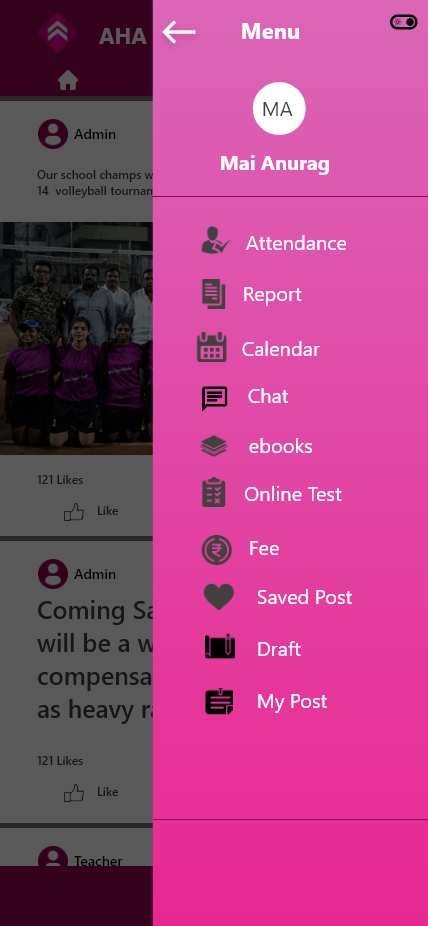 AHA
Menu
MA
Mai Anurag
Admin
Our school champs w
14 volleyball tournam
121 Likes
Like
Admin
Coming Sa
will be a w
compensa
as heavy ra
121 Likes
Like
Teacher
Attendance
Report
Calendar
Chat
ebooks
Online Test
Fee
Saved Post
Draft
My Post